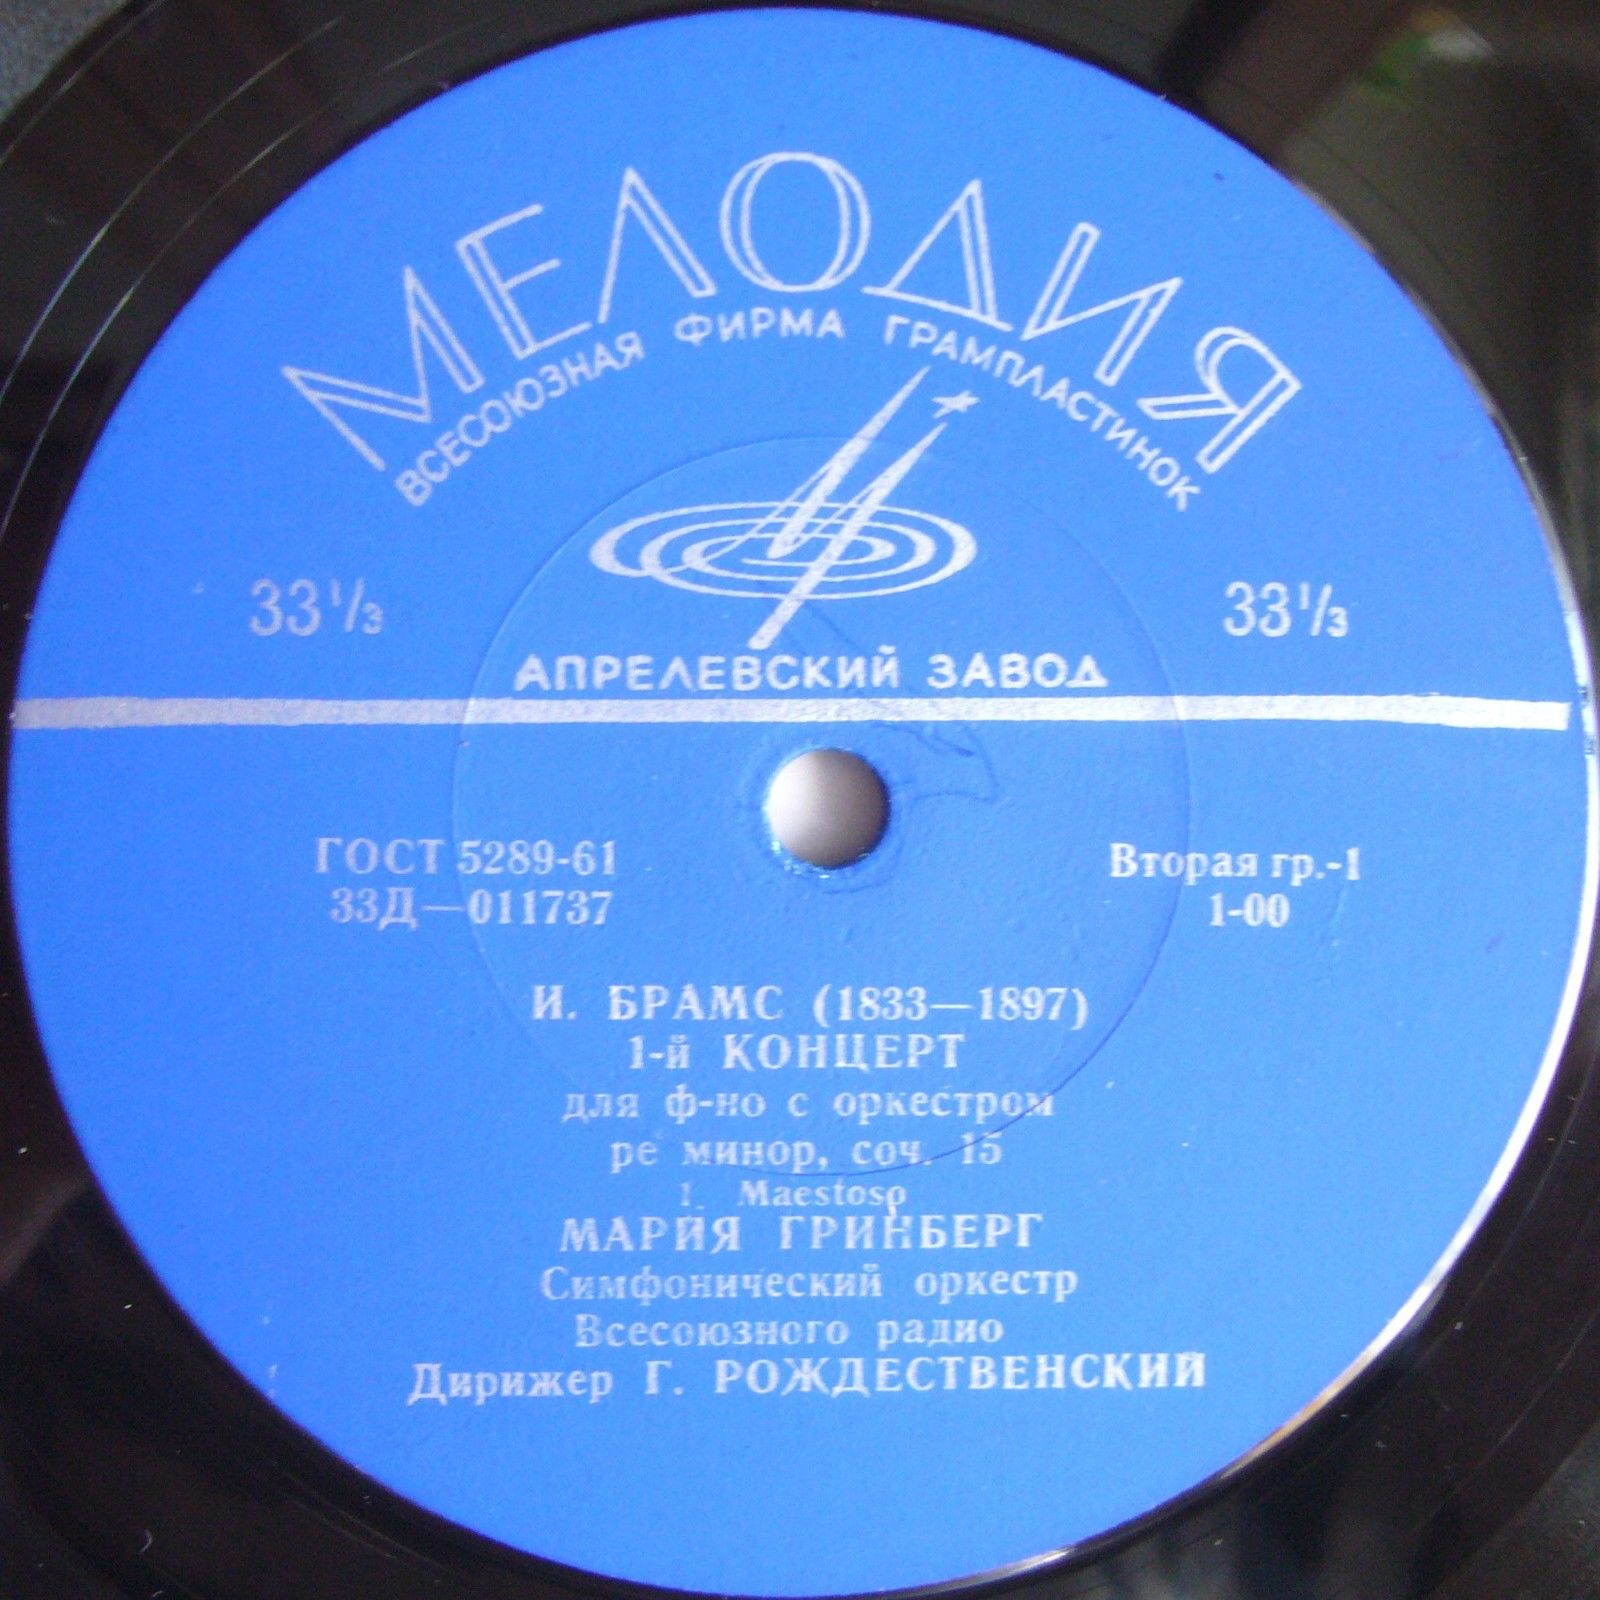 МЕЛОДИЯ
ВСЕСОЮЗНАЯ ФИРМА ГРАМПЛАСТИНОК
33⅓ 33⅓
АПРЕЛЕВСКИЙ ЗАВОД
ГОСТ 5289-61 Вторая гр.-1
33Д—011737 1-00
И. БРАМС (1833—1897)
1-й КОНЦЕРТ
для ф-но с оркестром
ре минор, соч. 15
1. Maestoso
МАРИЯ ГРИНБЕРГ
Симфонический оркестр
Всесоюзного радио
Дирижер Г. РОЖДЕСТВЕНСКИЙ